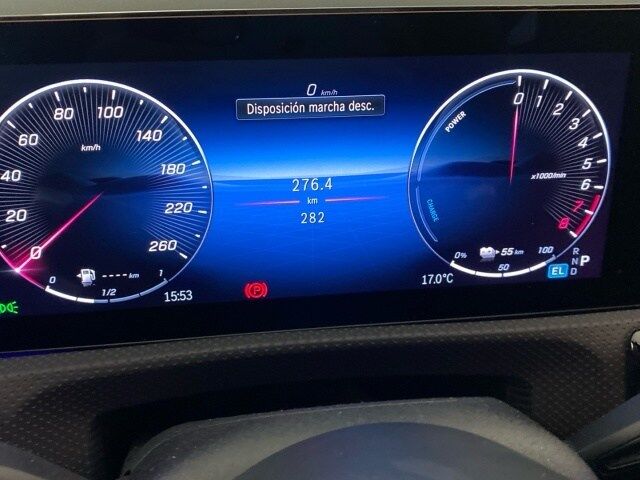 0 km/h
Disposición marcha desc.
0
20
40
60
80
100
140
180
220
260
km/h
276.4
km
282
POWER
CHARGE
0
1
2
3
4
5
6
7
8
x1000/min
---- km
0
1/2
1
15:53
P
17.0°C
0%
50
100
55 km
EL
R
N
D
P